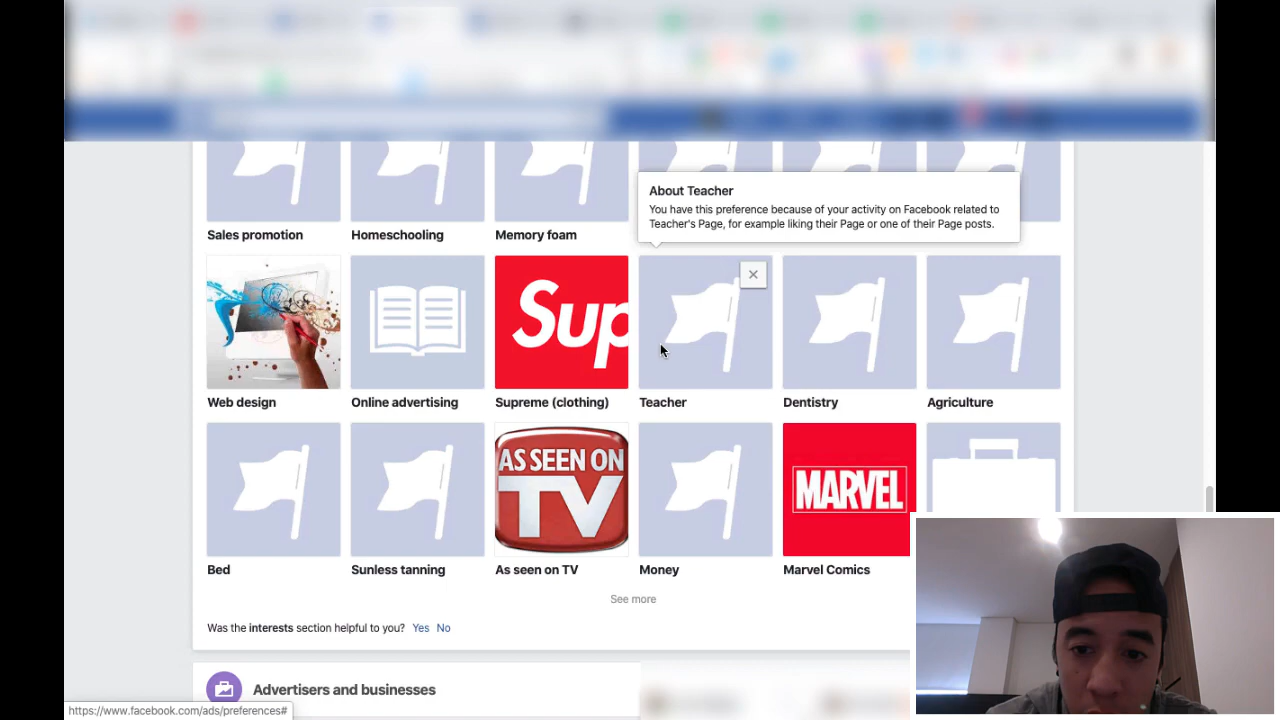 About Teacher
You have this preference because of your activity on Facebook related to
Teacher's Page, for example liking their Page or one of their Page posts.
Sales promotion
Homeschooling
Memory foam
Sup
Web design
Online advertising
Supreme (clothing)
Teacher
Dentistry
Agriculture
AS SEEN ON
TV
MARVEL
Bed
Sunless tanning
As seen on TV
Money
Marvel Comics
See more
Was the interests section helpful to you? Yes No
Advertisers and businesses
https://www.facebook.com/ads/preferences#